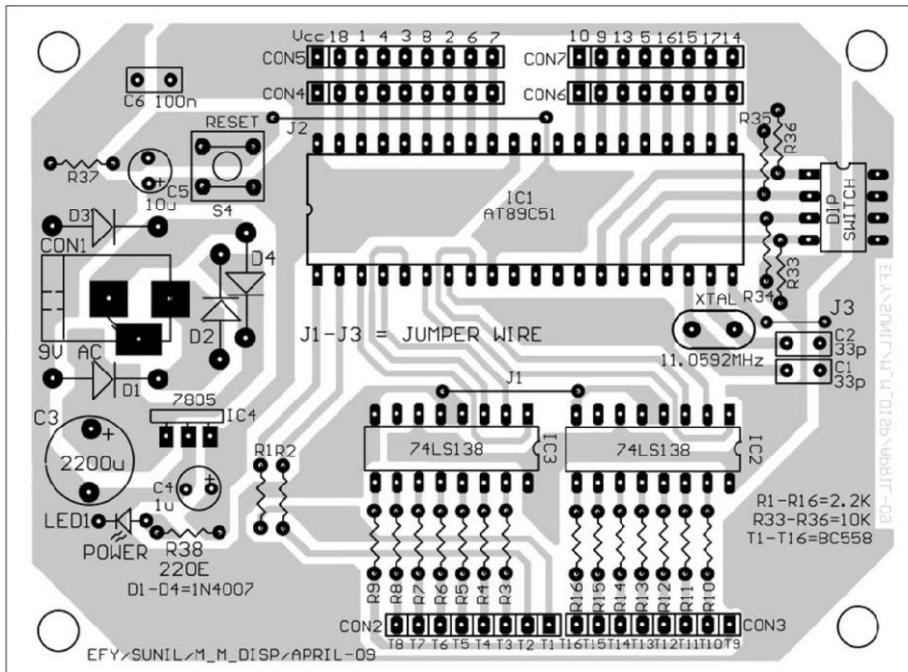 Vcc 18 1 4 3 8 2 6 7
10 9 13 5 16 15 17 14
CON5
CON7
CON4
CON6
C6 100n
RESET
J2
R35
R36
R37
C5
10u
S4
IC1
AT89C51
DIP
SWITCH
D3
CON1
D4
D2
R33
R34
XTAL
J3
9V AC
J1-J3 = JUMPER WIRE
C2
33p
11.0592MHz
C1
33p
D1
J1
C3
7805
IC4
2200u
R1
R2
74LS138
IC3
74LS138
IC2
C4
1u
LED1
POWER
R38
220E
D1-D4=1N4007
R1-R16=2.2K
R33-R36=10K
T1-T16=BC558
R9
R8
R7
R6
R5
R4
R3
R16
R15
R14
R13
R12
R11
R10
CON2
T8 T7 T6 T5 T4 T3 T2 T1
T16 T15 T14 T13 T12 T11 T10 T9
CON3
EFY/SUNIL/M_M_DISP/APRIL-09
EFY/SUNIL/M_M_DISP/APRIL-09